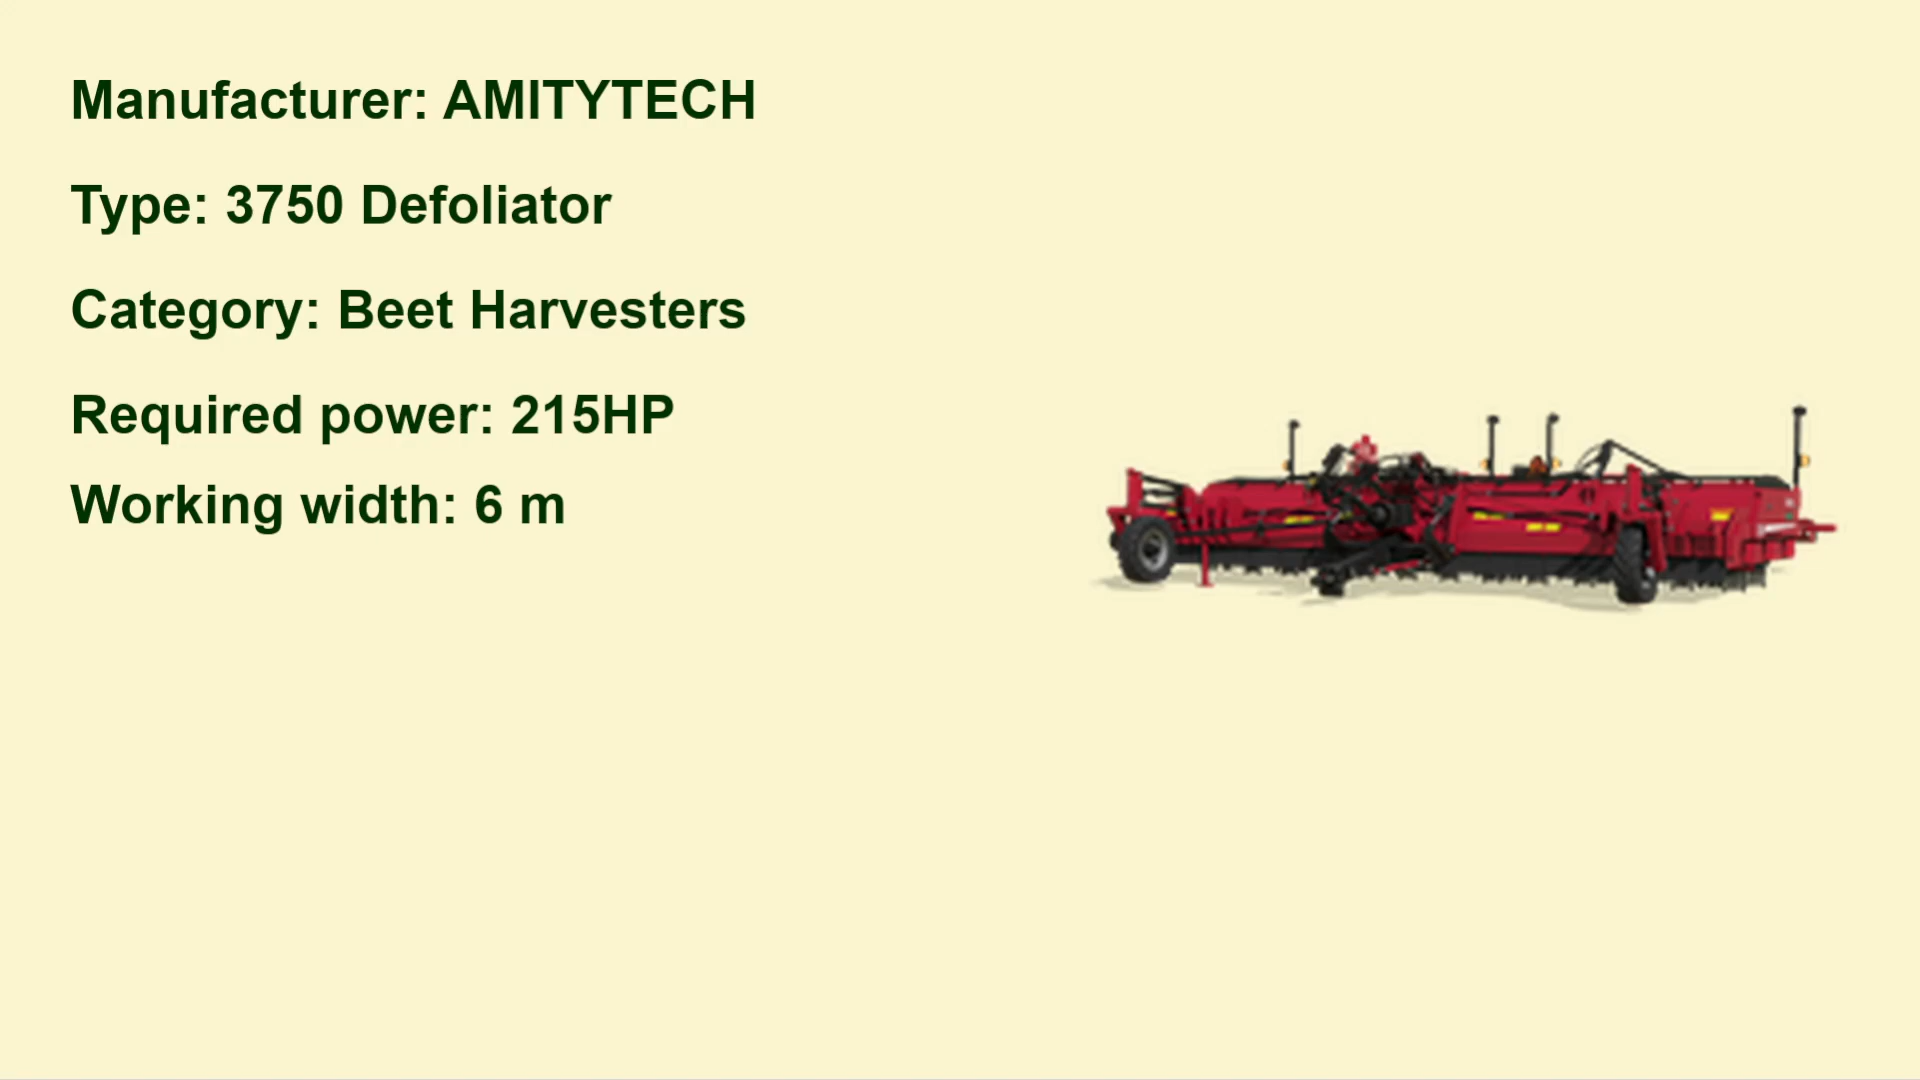 Manufacturer: AMITYTECH
Type: 3750 Defoliator
Category: Beet Harvesters
Required power: 215HP
Working width: 6 m